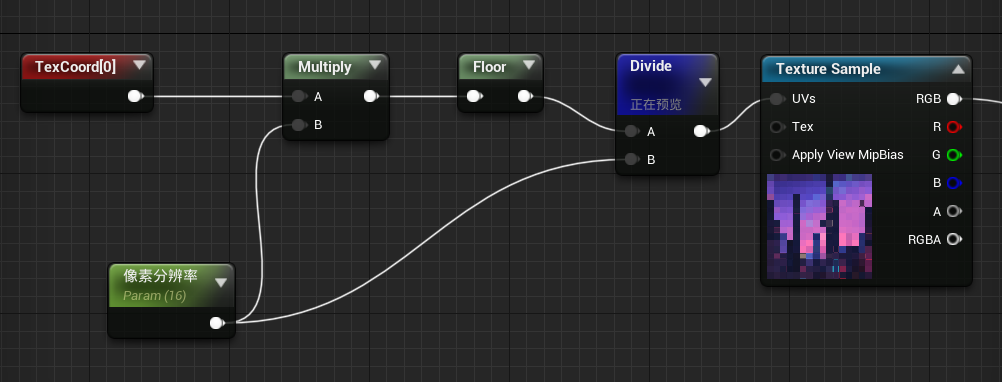 TexCoord[0]
Multiply
A
B
Floor
Divide
正在预览
A
B
Texture Sample
UVs
RGB
Tex
R
Apply View MipBias
G
B
A
RGBA
像素分辨率
Param (16)